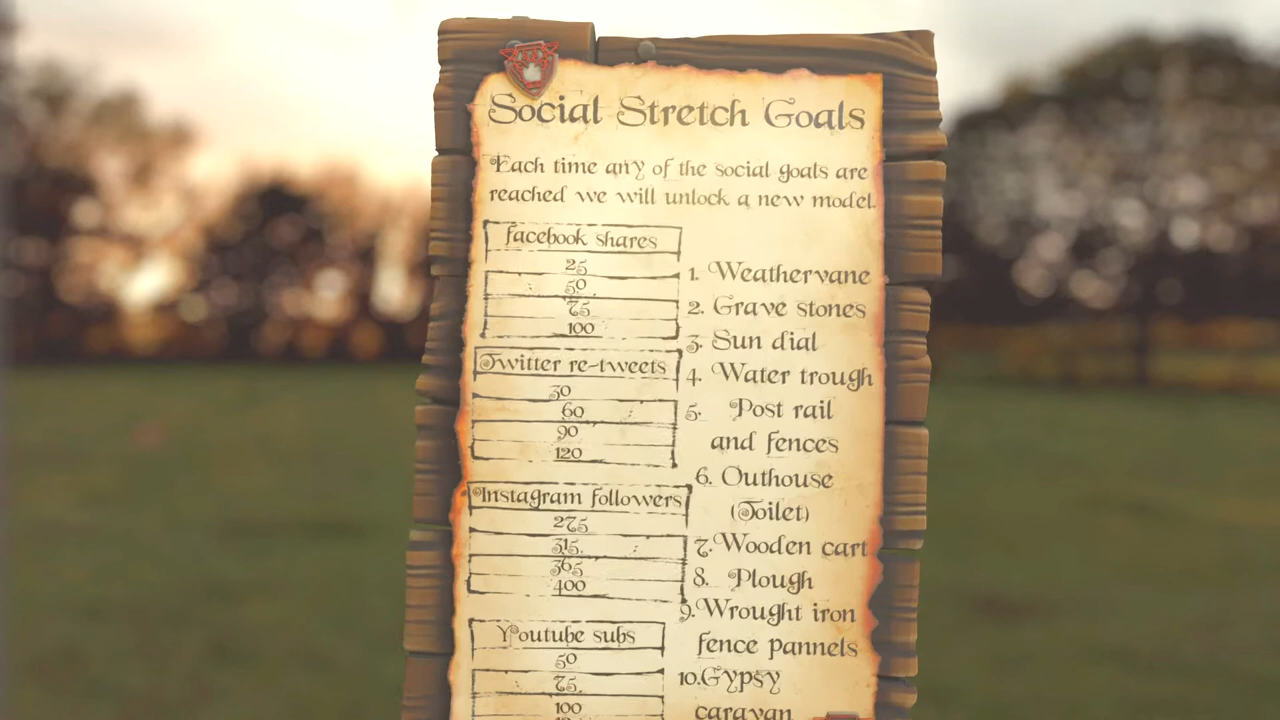 Social Stretch Goals
Each time any of the social goals are
reached we will unlock a new model.
facebook shares
25
50
75
100
Twitter re-tweets
30
60
90
120
Instagram followers
275
315
365
400
Youtube subs
50
75
100
1. Weathervane
2. Grave stones
3. Sun dial
4. Water trough
5. Post rail
and fences
6. Outhouse
(Toilet)
7. Wooden cart
8. Plough
9. Wrought iron
fence pannels
10. Gypsy
caravan